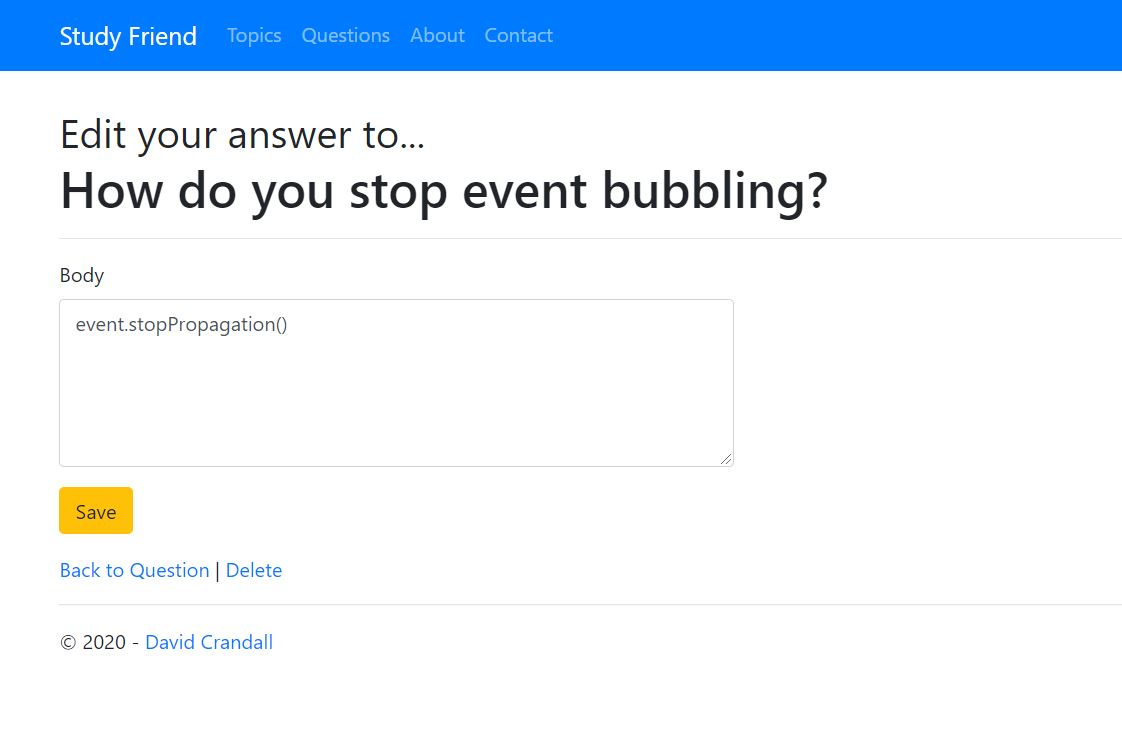 Study Friend Topics Questions About Contact
Edit your answer to...
How do you stop event bubbling?
Body
event.stopPropagation()
Save
Back to Question | Delete
© 2020 - David Crandall